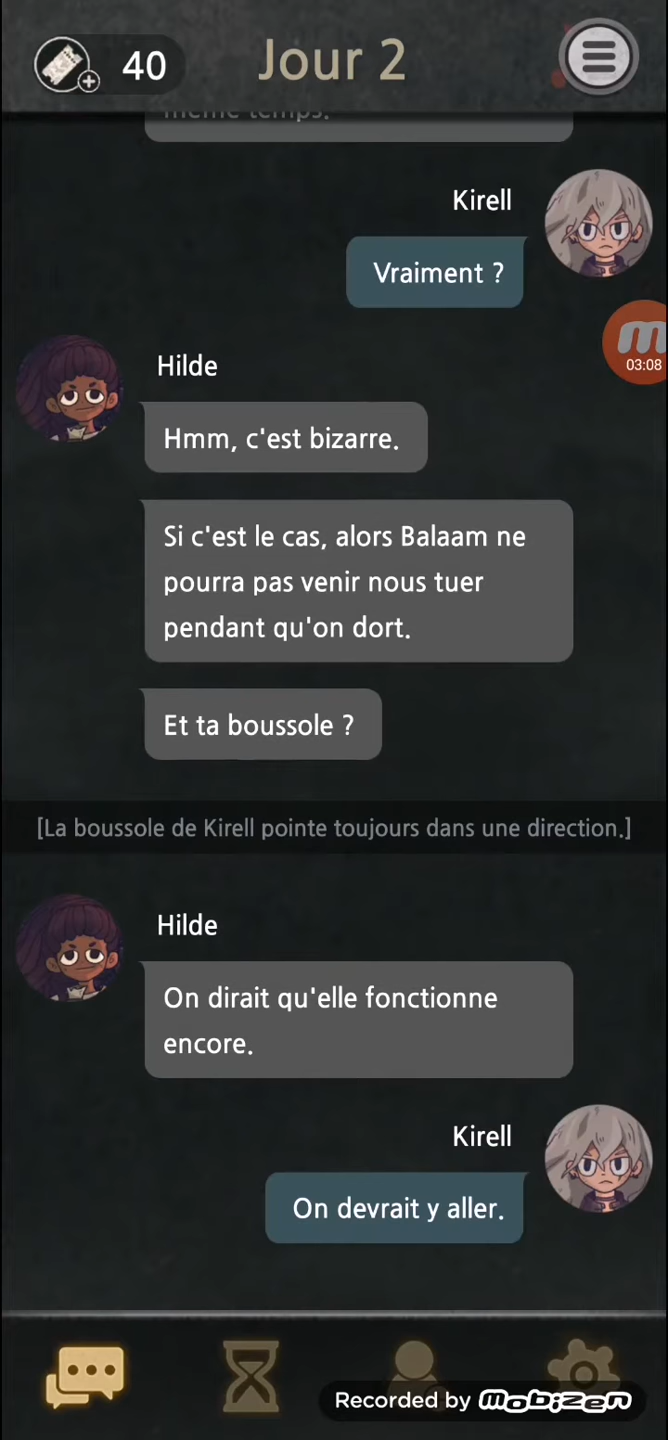 40
Jour 2
même temps.
Kirell
Vraiment ?
03:08
Hilde
Hmm, c'est bizarre.
Si c'est le cas, alors Balaam ne
pourra pas venir nous tuer
pendant qu'on dort.
Et ta boussole ?
[La boussole de Kirell pointe toujours dans une direction.]
Hilde
On dirait qu'elle fonctionne
encore.
Kirell
On devrait y aller.
Recorded by mobizen